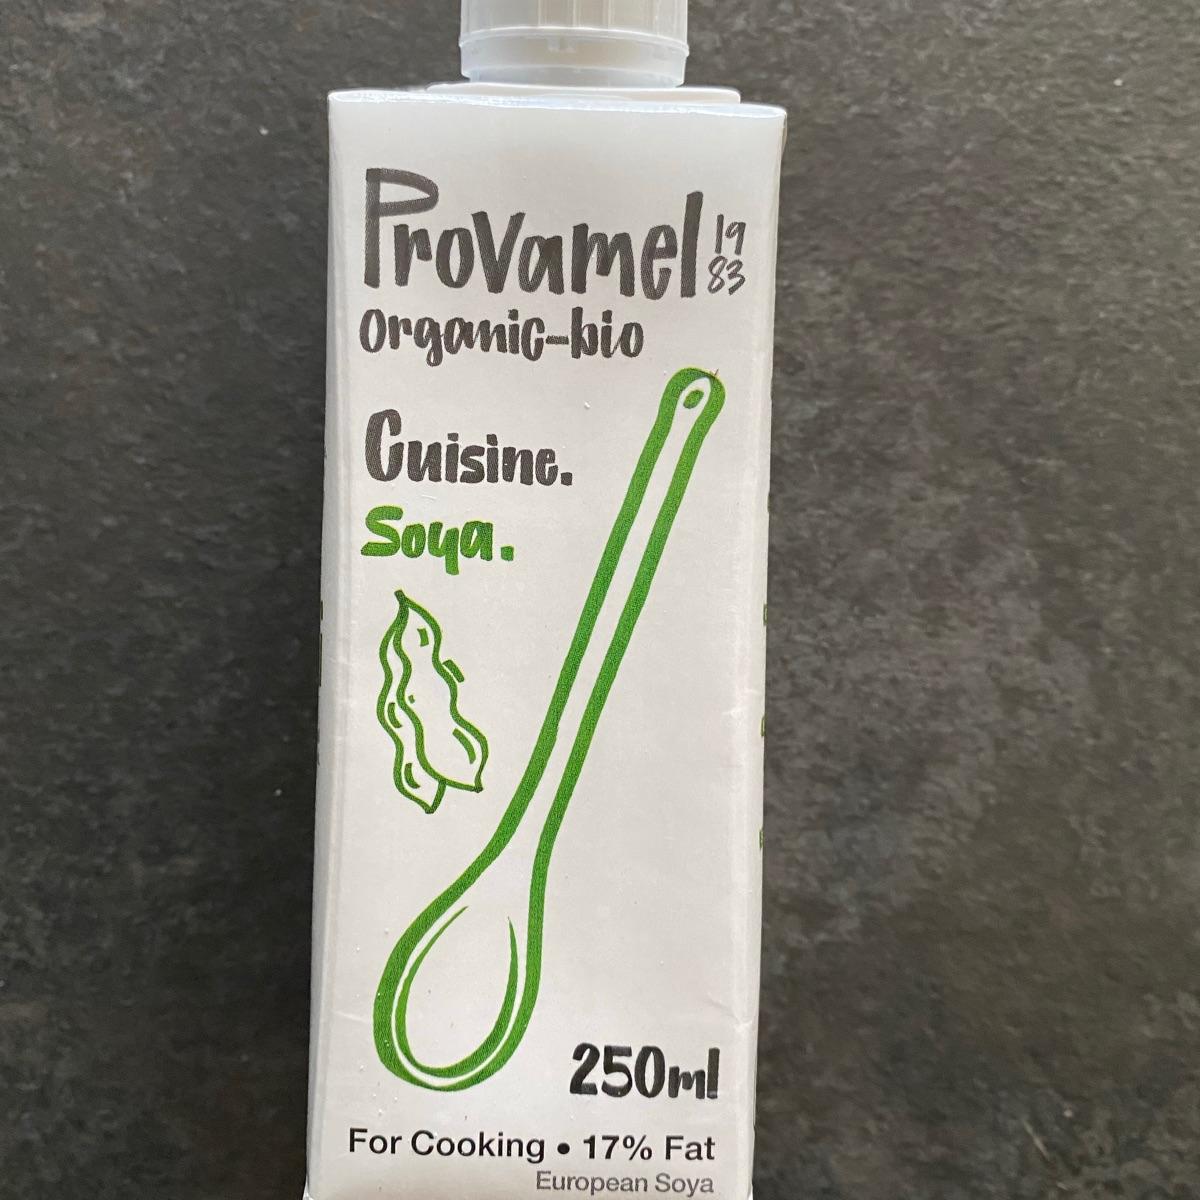 Provamel 19
83
organic-bio
Cuisine.
Soya.
250ml
For Cooking • 17% Fat
European Soya